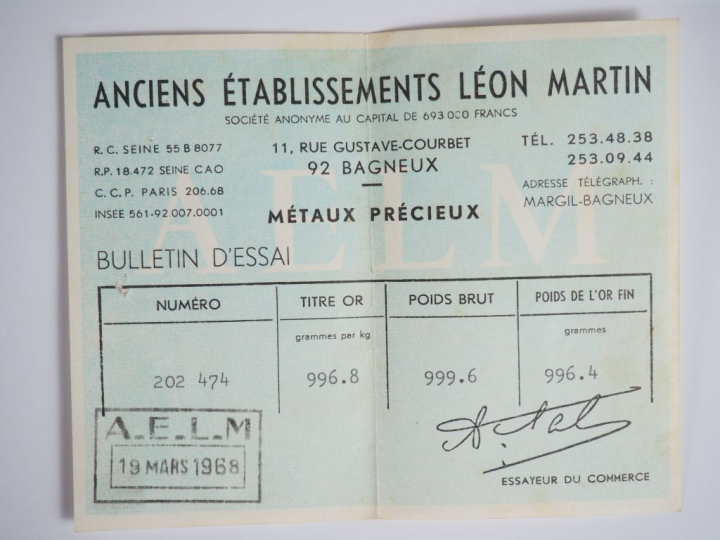 ANCIENS ÉTABLISSEMENTS LÉON MARTIN
SOCIÉTÉ ANONYME AU CAPITAL DE 693 000 FRANCS
R. C. SEINE 55 B 8077
R.P. 18.472 SEINE CAO
C. C. P. PARIS 206.68
INSEE 561-92.007.0001
11, RUE GUSTAVE-COURBET
92 BAGNEUX
MÉTAUX PRÉCIEUX
TÉL. 253.48.38
253.09.44
ADRESSE TÉLÉGRAPH. :
MARGIL-BAGNEUX
AELM
BULLETIN D'ESSAI
NUMÉRO TITRE OR POIDS BRUT POIDS DE L'OR FIN
grammes par kg grammes
202 474 996.8 999.6 996.4
A.E.L.M
19 MARS 1968
ESSAYEUR DU COMMERCE